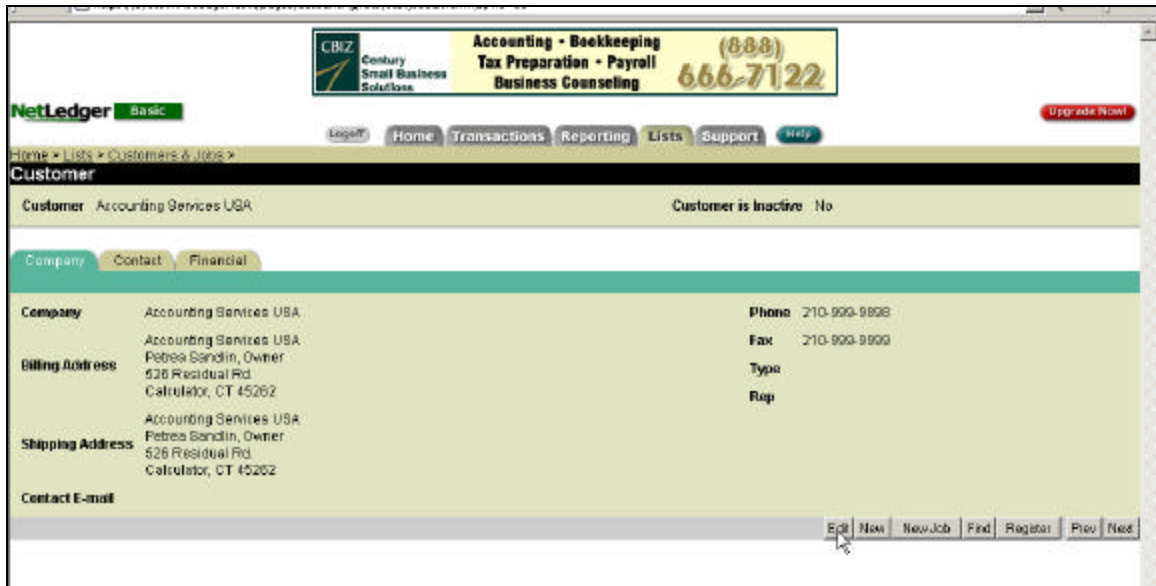 CBIZ
Century
Small Business
Solutions
Accounting - Bookkeeping
Tax Preparation - Payroll
Business Counseling
(888)
666-7122
NetLedger Basic
Upgrade Now!
Logoff Home Transactions Reporting Lists Support Help
Home > Lists > Customers & Jobs >
Customer
Customer Accounting Services USA Customer is Inactive No
Company Contact Financial
Company Accounting Services USA Phone 210-999-9898
Fax 210-999-9999
Billing Address Accounting Services USA
Petrea Sandlin, Owner
526 Residual Rd.
Calculator, CT 45262
Type
Rep
Shipping Address Accounting Services USA
Petrea Sandlin, Owner
526 Residual Rd.
Calculator, CT 45262
Contact E-mail
Edit New New Job Find Register Prev Next